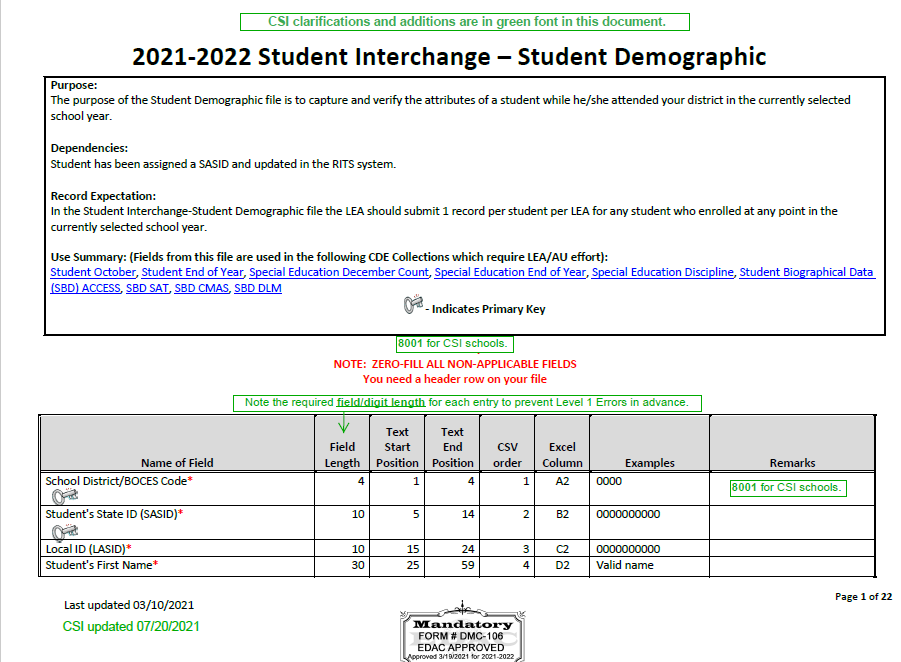 CSI clarifications and additions are in green font in this document.
2021-2022 Student Interchange – Student Demographic
Purpose:
The purpose of the Student Demographic file is to capture and verify the attributes of a student while he/she attended your district in the currently selected
school year.
Dependencies:
Student has been assigned a SASID and updated in the RITS system.
Record Expectation:
In the Student Interchange-Student Demographic file the LEA should submit 1 record per student per LEA for any student who enrolled at any point in the
currently selected school year.
Use Summary: (Fields from this file are used in the following CDE Collections which require LEA/AU effort):
Student October, Student End of Year, Special Education December Count, Special Education End of Year, Special Education Discipline, Student Biographical Data
(SBD) ACCESS, SBD SAT, SBD CMAS, SBD DLM
- Indicates Primary Key
8001 for CSI schools.
NOTE: ZERO-FILL ALL NON-APPLICABLE FIELDS
You need a header row on your file
Note the required field/digit length for each entry to prevent Level 1 Errors in advance.
Name of Field Field Length Text Start Position Text End Position CSV order Excel Column Examples Remarks
School District/BOCES Code* 4 1 4 1 A2 0000 8001 for CSI schools.
Student's State ID (SASID)* 10 5 14 2 B2 0000000000
Local ID (LASID)* 10 15 24 3 C2 0000000000
Student's First Name* 30 25 59 4 D2 Valid name
Page 1 of 22
Last updated 03/10/2021
CSI updated 07/20/2021
Mandatory
FORM # DMC-106
EDAC APPROVED
Approved 3/19/2021 for 2021-2022